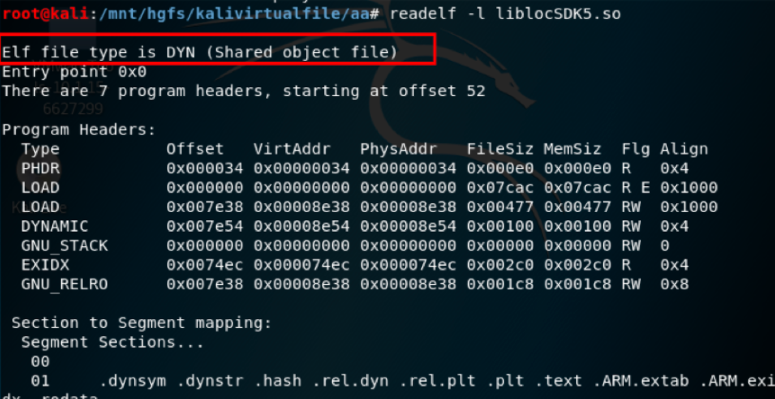 root@kali:/mnt/hgfs/kalivirtualfile/aa# readelf -l liblocSDK5.so
Elf file type is DYN (Shared object file)
Entry point 0x0
There are 7 program headers, starting at offset 52
6627299
Program Headers:
Type Offset VirtAddr PhysAddr FileSiz MemSiz Flg Align
PHDR 0x000034 0x00000034 0x00000034 0x000e0 0x000e0 R 0x4
LOAD 0x000000 0x00000000 0x00000000 0x07cac 0x07cac R E 0x1000
LOAD 0x007e38 0x00008e38 0x00008e38 0x00477 0x00477 RW 0x1000
DYNAMIC 0x007e54 0x00008e54 0x00008e54 0x00100 0x00100 RW 0x4
GNU_STACK 0x000000 0x00000000 0x00000000 0x00000 0x00000 RW 0
EXIDX 0x0074ec 0x000074ec 0x000074ec 0x002c0 0x002c0 R 0x4
GNU_RELRO 0x007e38 0x00008e38 0x00008e38 0x001c8 0x001c8 RW 0x8
Section to Segment mapping:
Segment Sections...
00
01 .dynsym .dynstr .hash .rel.dyn .rel.plt .plt .text .ARM.extab .ARM.exi
dx .rodata